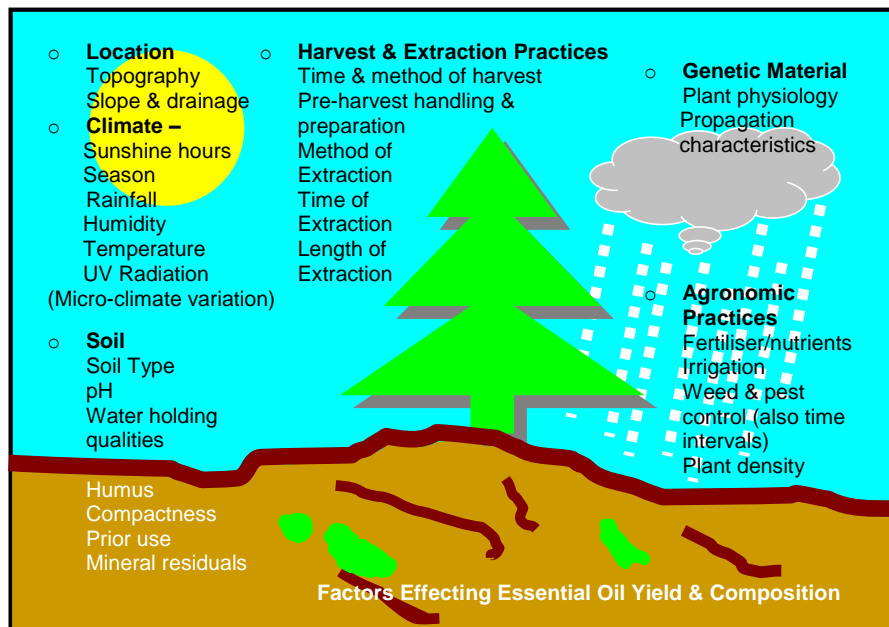 ○ Location
Topography
Slope & drainage
○ Climate –
Sunshine hours
Season
Rainfall
Humidity
Temperature
UV Radiation
(Micro-climate variation)
○ Soil
Soil Type
pH
Water holding
qualities
Humus
Compactness
Prior use
Mineral residuals
○ Harvest & Extraction Practices
Time & method of harvest
Pre-harvest handling &
preparation
Method of
Extraction
Time of
Extraction
Length of
Extraction
○ Genetic Material
Plant physiology
Propagation
characteristics
○ Agronomic
Practices
Fertiliser/nutrients
Irrigation
Weed & pest
control (also time
intervals)
Plant density
Factors Effecting Essential Oil Yield & Composition